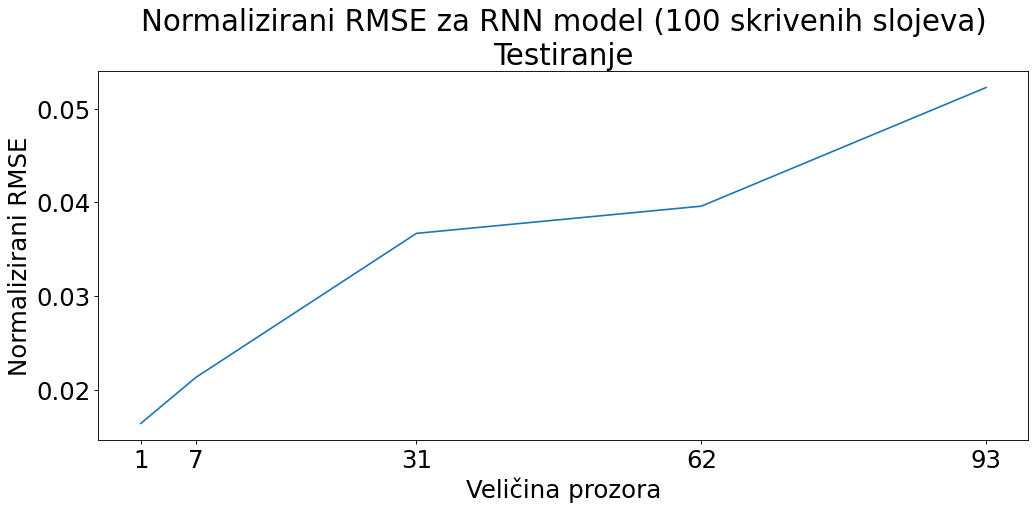 Normalizirani RMSE za RNN model (100 skrivenih slojeva)
Testiranje
Normalizirani RMSE
0.05
0.04
0.03
0.02
1 7 31 62 93
Veličina prozora